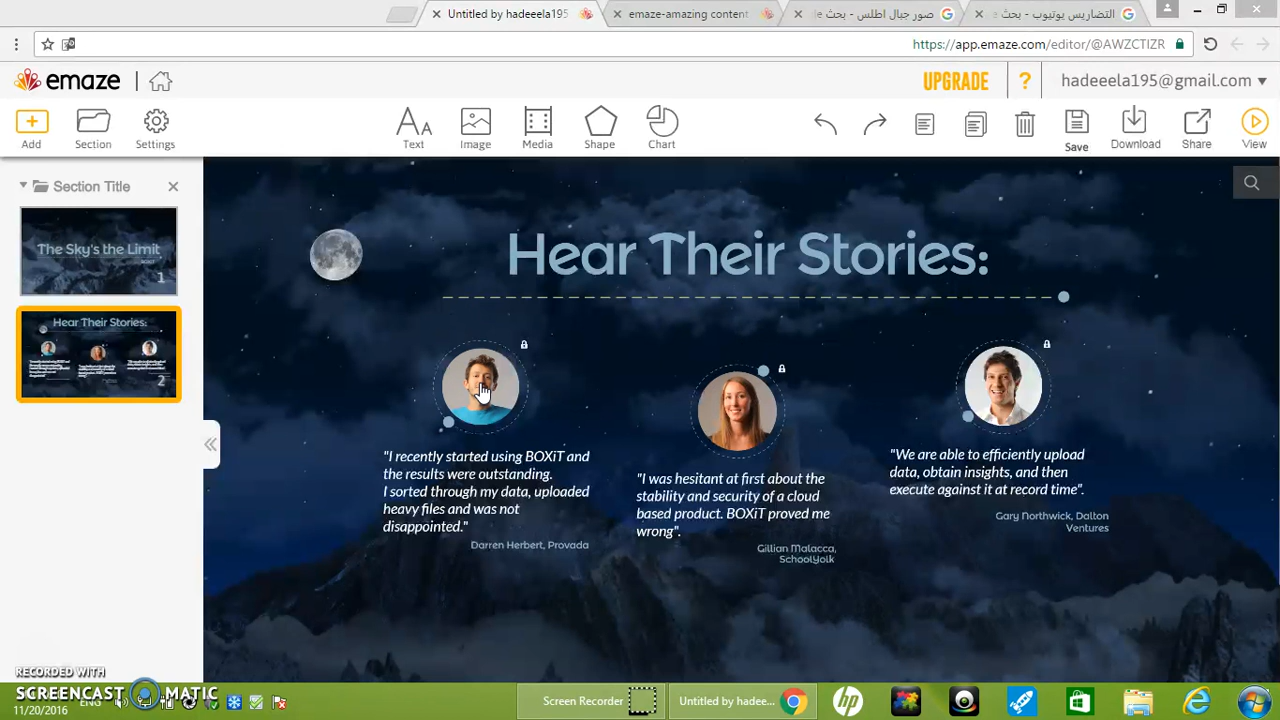 Untitled by hadeeela195
emaze-amazing content
صور جبال اطلس - بحث
التضاريس يوتيوب - بحث
https://app.emaze.com/editor/@AWZCTIZR
emaze
UPGRADE
?
hadeeela195@gmail.com
Add
Section
Settings
Text
Image
Media
Shape
Chart
Save
Download
Share
View
Section Title
The Sky's the Limit
1
Hear Their Stories:
2
Hear Their Stories:
"I recently started using BOXiT and
the results were outstanding.
I sorted through my data, uploaded
heavy files and was not
disappointed."
Darren Herbert, Provada
"I was hesitant at first about the
stability and security of a cloud
based product. BOXiT proved me
wrong".
Gillian Malacca,
SchoolYolk
"We are able to efficiently upload
data, obtain insights, and then
execute against it at record time".
Gary Northwick, Dalton
Ventures
RECORDED WITH
SCREENCAST MATIC
11/20/2016
ENG
Screen Recorder
Untitled by hadee...
hp